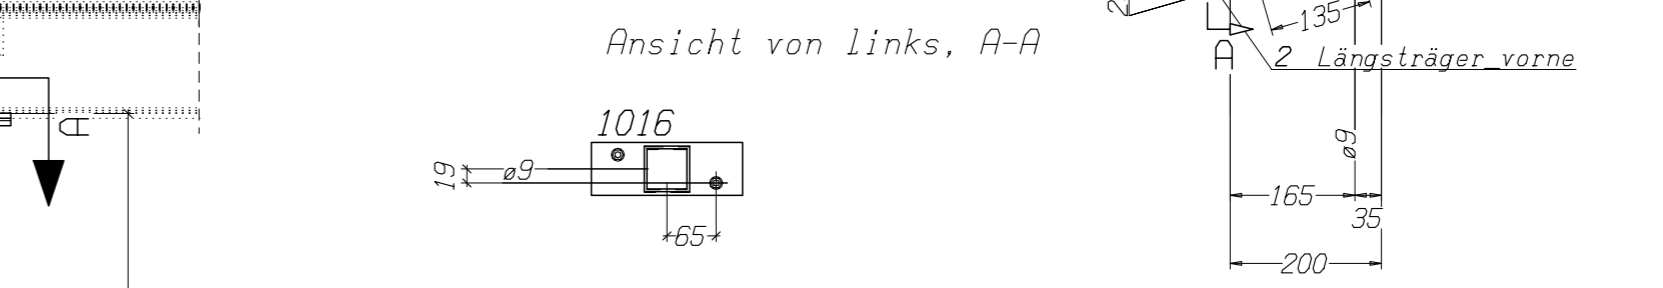 135
Ansicht von links, A-A
2 Längsträger_vorne
A
A
1016
ø9
19
ø9
165
35
65
200